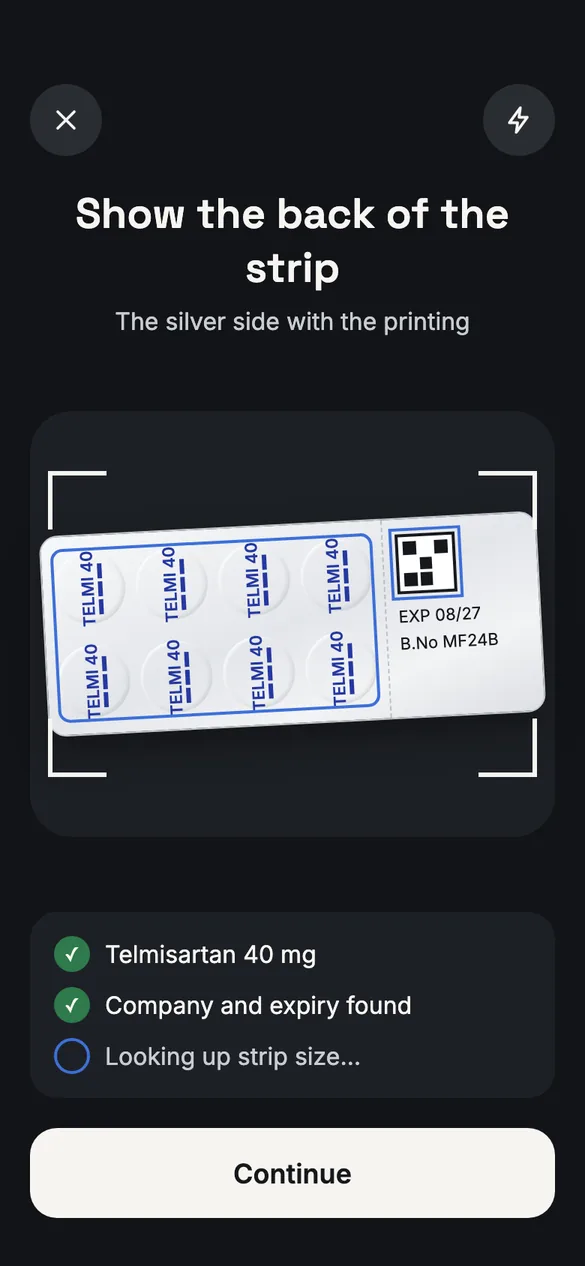 Show the back of the
strip
The silver side with the printing
TELMI 40
TELMI 40
TELMI 40
TELMI 40
EXP 08/27
B.No MF24B
TELMI 40
TELMI 40
TELMI 40
TELMI 40
Telmisartan 40 mg
Company and expiry found
Looking up strip size...
Continue